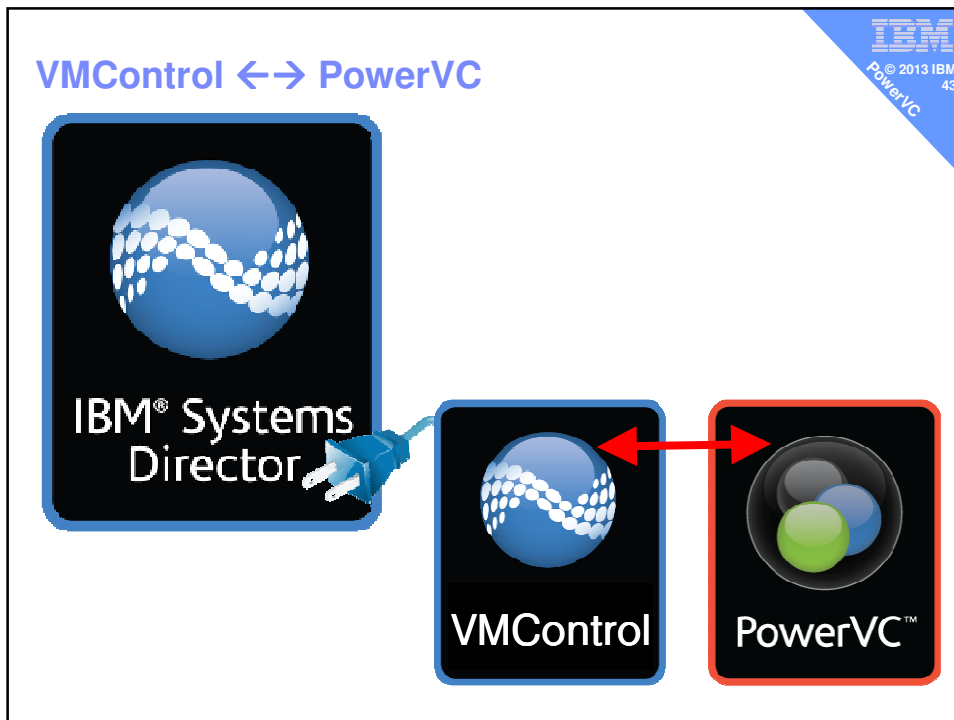 VMControl ←→ PowerVC
IBM
© 2013 IBM
43
PowerVC
IBM® Systems
Director
VMControl
PowerVC™